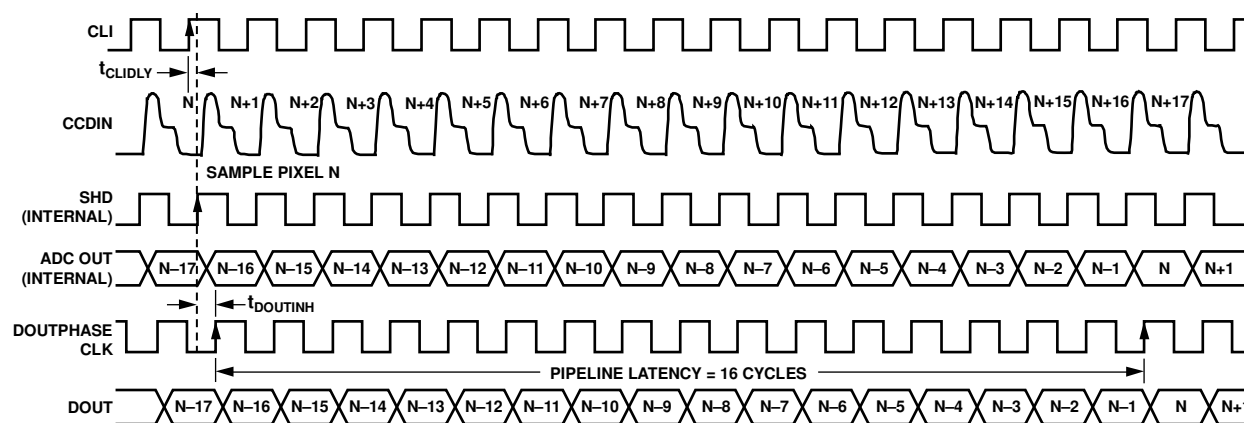 CLI
tCLIDLY
N N+1 N+2 N+3 N+4 N+5 N+6 N+7 N+8 N+9 N+10 N+11 N+12 N+13 N+14 N+15 N+16 N+17
CCDIN
SAMPLE PIXEL N
SHD
(INTERNAL)
ADC OUT
(INTERNAL)
N–17 N–16 N–15 N–14 N–13 N–12 N–11 N–10 N–9 N–8 N–7 N–6 N–5 N–4 N–3 N–2 N–1 N N+1
tDOUTINH
DOUTPHASE
CLK
PIPELINE LATENCY = 16 CYCLES
DOUT
N–17 N–16 N–15 N–14 N–13 N–12 N–11 N–10 N–9 N–8 N–7 N–6 N–5 N–4 N–3 N–2 N–1 N N+1